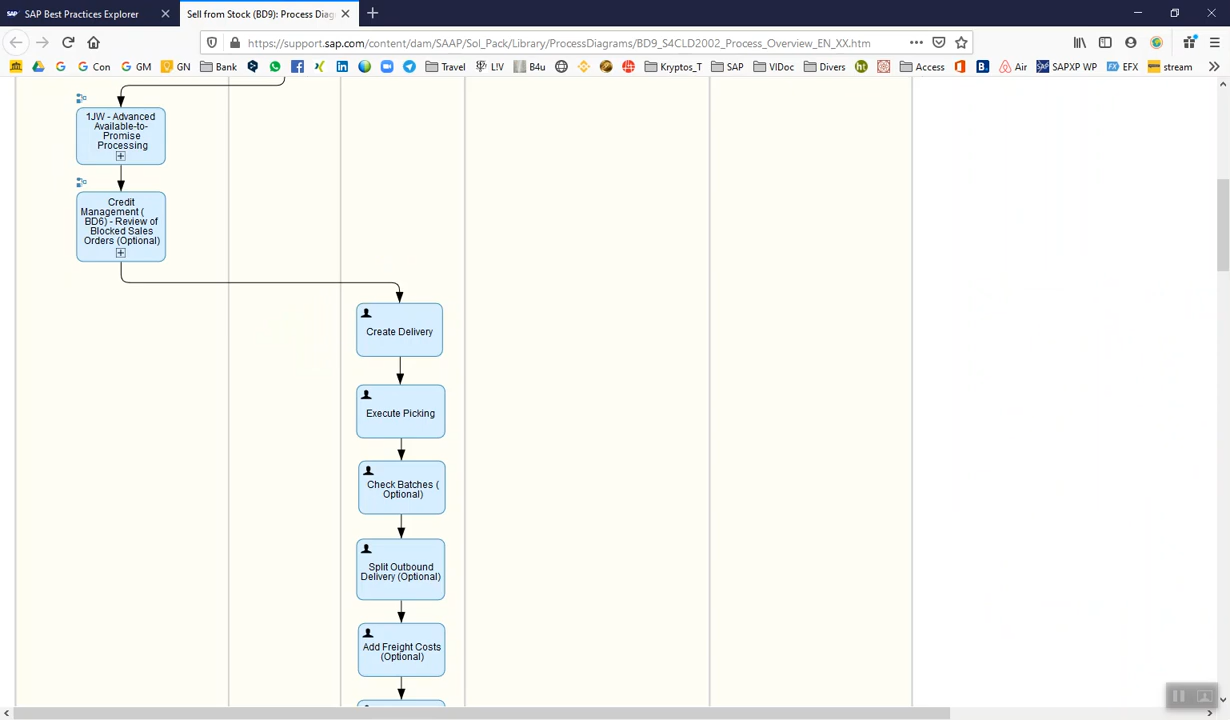 SAP SAP Best Practices Explorer
Sell from Stock (BD9): Process Diag
https://support.sap.com/content/dam/SAAP/Sol_Pack/Library/ProcessDiagrams/BD9_S4CLD2002_Process_Overview_EN_XX.htm
Con GM GN Bank Travel L!V B4u Kryptos_T SAP VIDoc Divers ht Access B. Air SAPXP WP FX EFX stream
1JW - Advanced
Available-to-
Promise
Processing
Credit
Management (
BD6) - Review of
Blocked Sales
Orders (Optional)
Create Delivery
Execute Picking
Check Batches (
Optional)
Split Outbound
Delivery (Optional)
Add Freight Costs
(Optional)